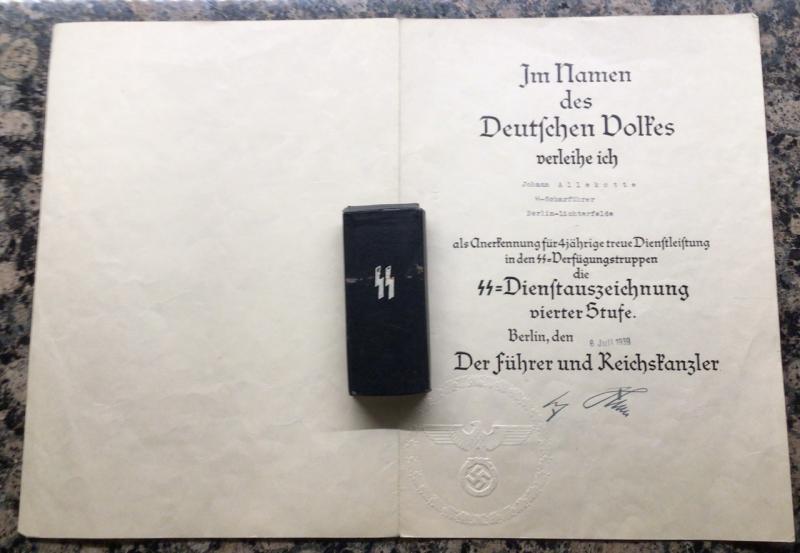 Im Namen
des
Deutschen Volkes
verleihe ich
Johann Allekotte
ϟϟ-Scharführer
Berlin-Lichterfelde
als Anerkennung für 4jährige treue Dienstleistung
in den ϟϟ=Verfügungstruppen
die
ϟϟ=Dienstauszeichnung
vierter Stufe.
Berlin, den 8 Juli 1939
Der Führer und Reichskanzler
ϟϟ